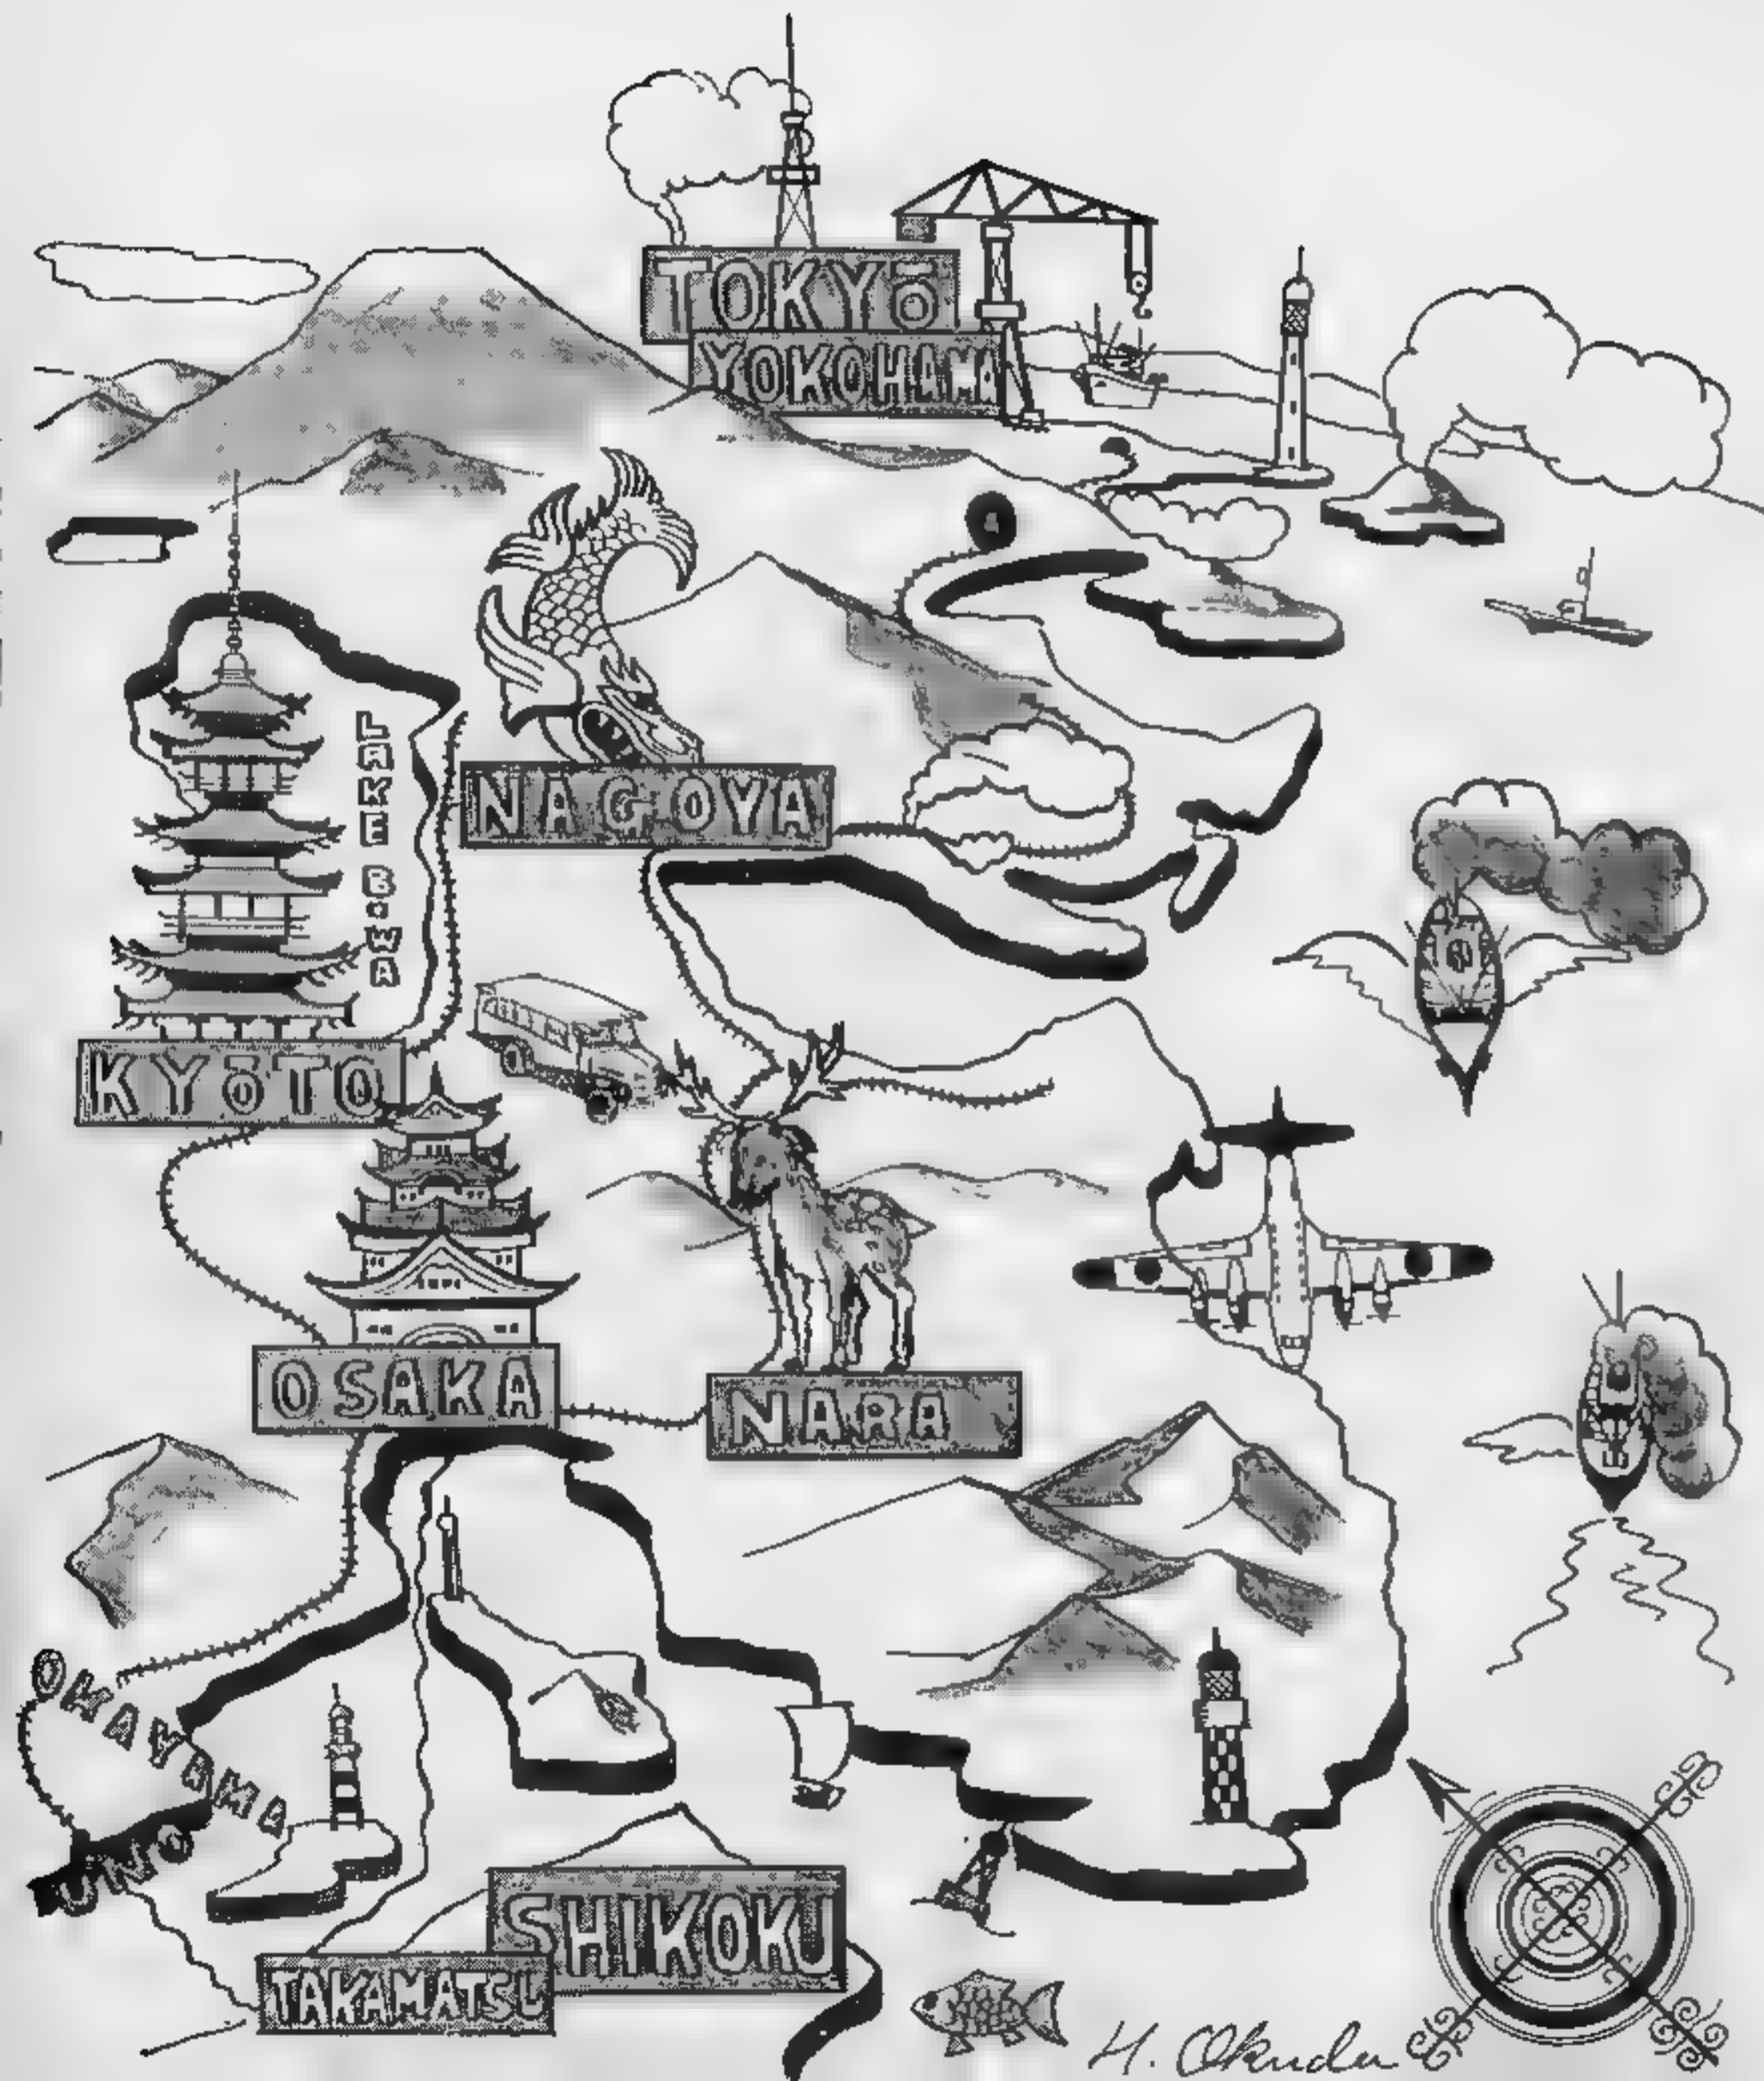 TOKYŌ
YOKOHAMA
NAGOYA
LAKE BIWA
KYŌTO
OSAKA
NARA
OKAYAMA
UNO
SHIKOKU
TAKAMATSU
H. Okuda